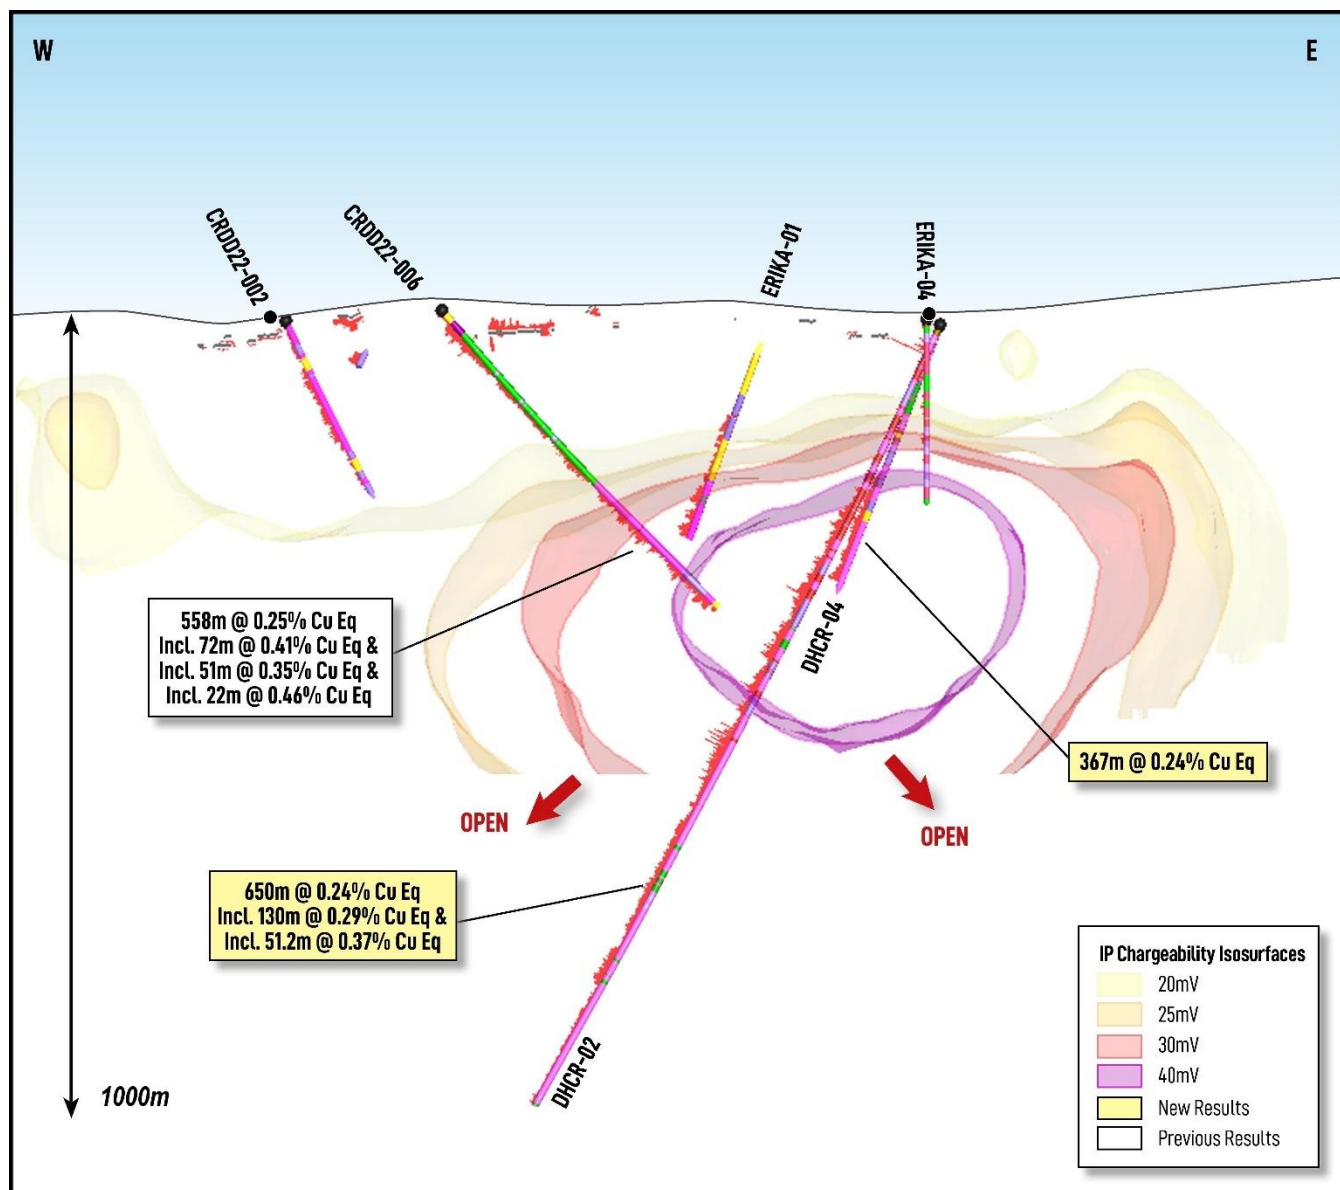 W
E
CRDD22-002
CRDD22-006
ERIKA-01
ERIKA-04
558m @ 0.25% Cu Eq
Incl. 72m @ 0.41% Cu Eq &
Incl. 51m @ 0.35% Cu Eq &
Incl. 22m @ 0.46% Cu Eq
DHCR-04
367m @ 0.24% Cu Eq
OPEN
OPEN
650m @ 0.24% Cu Eq
Incl. 130m @ 0.29% Cu Eq &
Incl. 51.2m @ 0.37% Cu Eq
DHCR-02
1000m
IP Chargeability Isosurfaces
20mV
25mV
30mV
40mV
New Results
Previous Results